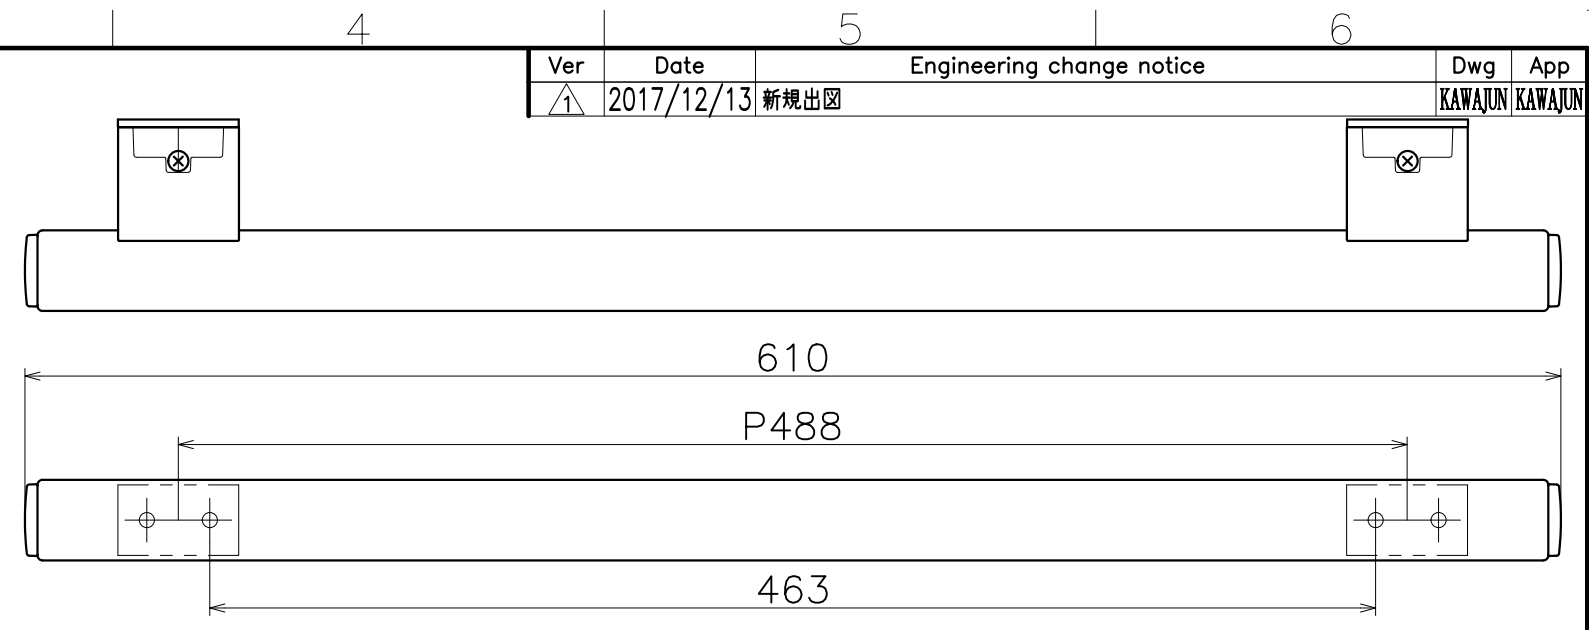 4 5 6
Ver Date Engineering change notice Dwg App
1 2017/12/13 新規出図 KAWAJUN KAWAJUN
610
P488
463